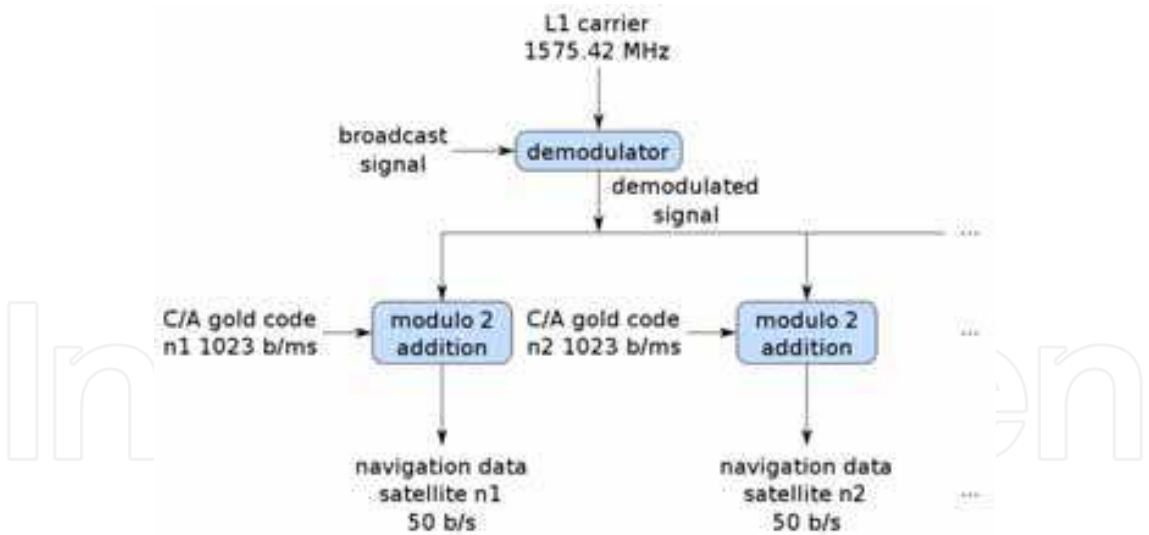 L1 carrier
1575.42 MHz
broadcast
signal
demodulator
demodulated
signal
...
C/A gold code
n1 1023 b/ms
modulo 2
addition
C/A gold code
n2 1023 b/ms
modulo 2
addition
...
navigation data
satellite n1
50 b/s
navigation data
satellite n2
50 b/s
...